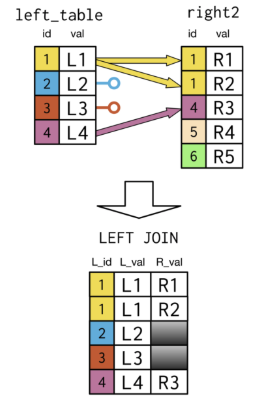 left_table right2
id val id val
1 L1 1 R1
2 L2 1 R2
3 L3 4 R3
4 L4 5 R4
6 R5
LEFT JOIN
L_id L_val R_val
1 L1 R1
1 L1 R2
2 L2
3 L3
4 L4 R3